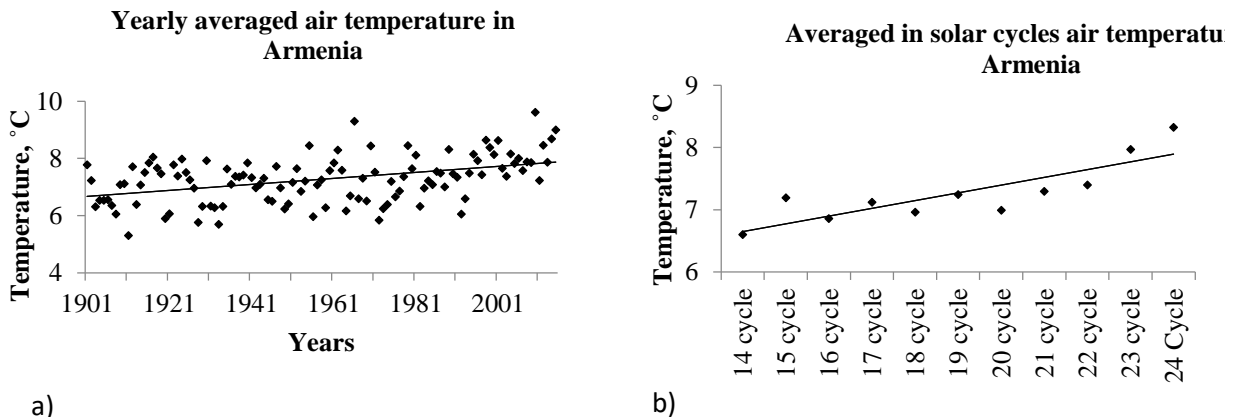 Yearly averaged air temperature in
Armenia
Temperature, ˚C
10
8
6
4
1901 1921 1941 1961 1981 2001
Years
a)
Averaged in solar cycles air temperatu
Armenia
Temperature, ˚C
9
8
7
6
14 cycle
15 cycle
16 cycle
17 cycle
18 cycle
19 cycle
20 cycle
21 cycle
22 cycle
23 cycle
24 Cycle
b)